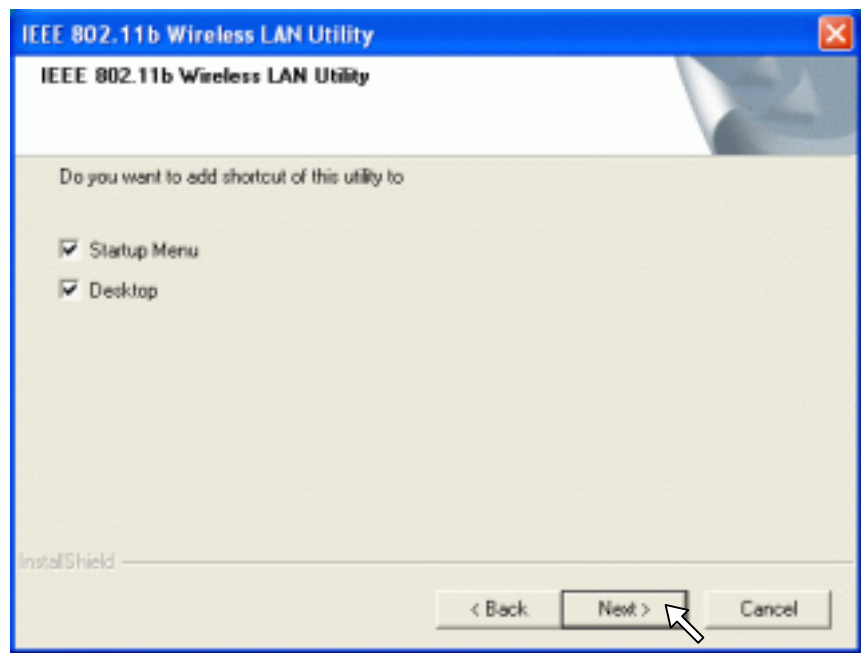 IEEE 802.11b Wireless LAN Utility
IEEE 802.11b Wireless LAN Utility
Do you want to add shortcut of this utility to
Startup Menu
Desktop
InstallShield
< Back
Next >
Cancel